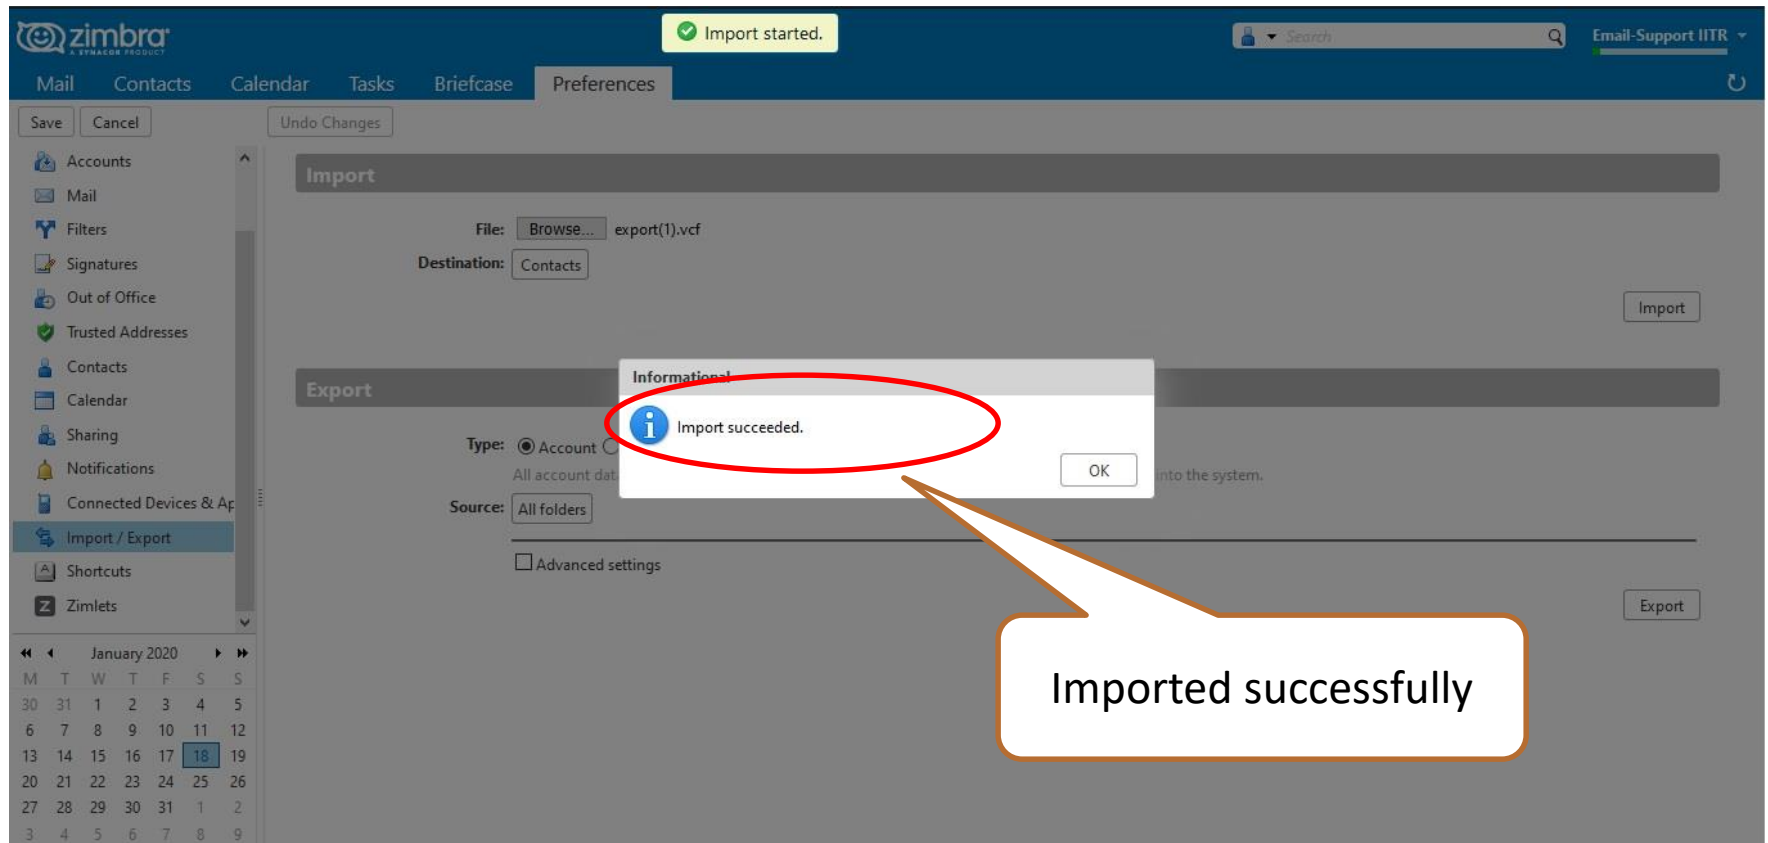 zimbra
A SYNACOR PRODUCT
Import started.
Search
Email-Support IITR
Mail Contacts Calendar Tasks Briefcase Preferences
Save Cancel Undo Changes
Accounts
Mail
Filters
Signatures
Out of Office
Trusted Addresses
Contacts
Calendar
Sharing
Notifications
Connected Devices & Ap
Import / Export
Shortcuts
Zimlets
Import
File: Browse... export(1).vcf
Destination: Contacts
Import
Export
Type: Account
All account dat
into the system.
Source: All folders
Advanced settings
Export
Informational
Import succeeded.
OK
Imported successfully
January 2020
M T W T F S S
30 31 1 2 3 4 5
6 7 8 9 10 11 12
13 14 15 16 17 18 19
20 21 22 23 24 25 26
27 28 29 30 31 1 2
3 4 5 6 7 8 9